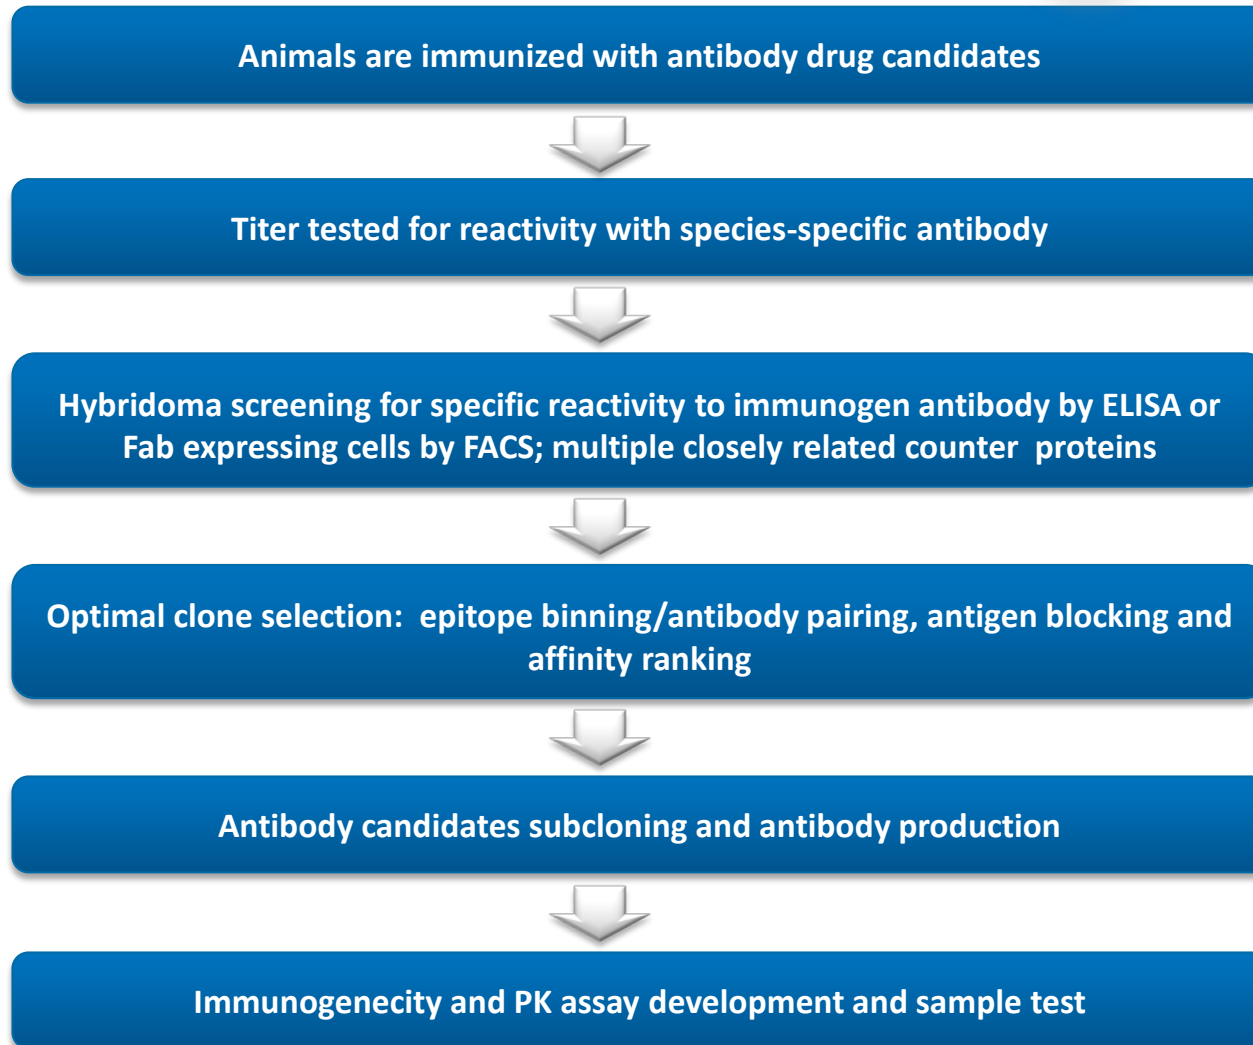 Animals are immunized with antibody drug candidates
Titer tested for reactivity with species-specific antibody
Hybridoma screening for specific reactivity to immunogen antibody by ELISA or
Fab expressing cells by FACS; multiple closely related counter  proteins
Optimal clone selection:  epitope binning/antibody pairing, antigen blocking and
affinity ranking
Antibody candidates subcloning and antibody production
Immunogenecity and PK assay development and sample test